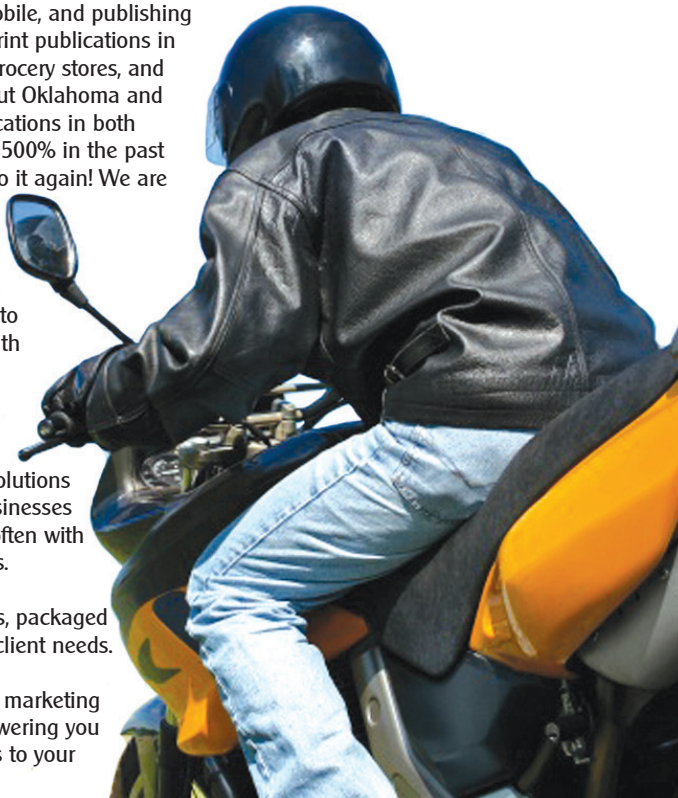 obile, and publishing
rint publications in
rocery stores, and
ut Oklahoma and
cations in both
500% in the past
o it again! We are
to
th
olutions
sinesses
often with
s.
s, packaged
client needs.
marketing
wering you
s to your